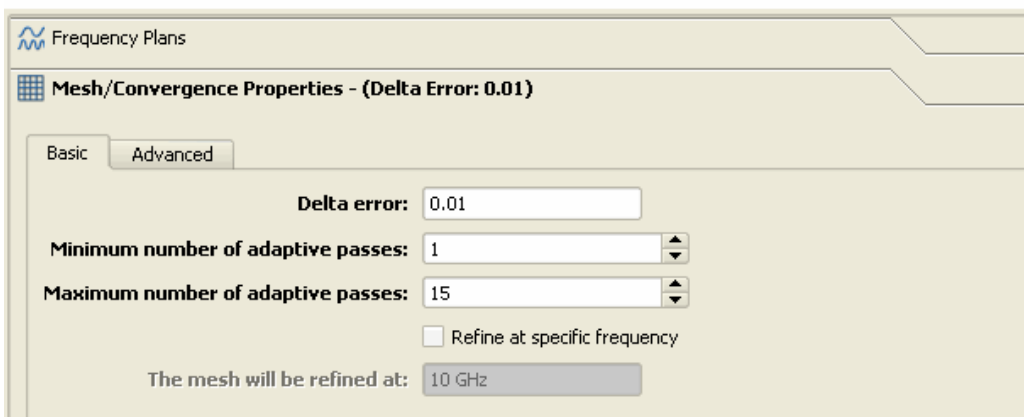 Frequency Plans
Mesh/Convergence Properties - (Delta Error: 0.01)
Basic Advanced
Delta error: 0.01
Minimum number of adaptive passes: 1
Maximum number of adaptive passes: 15
Refine at specific frequency
The mesh will be refined at: 10 GHz